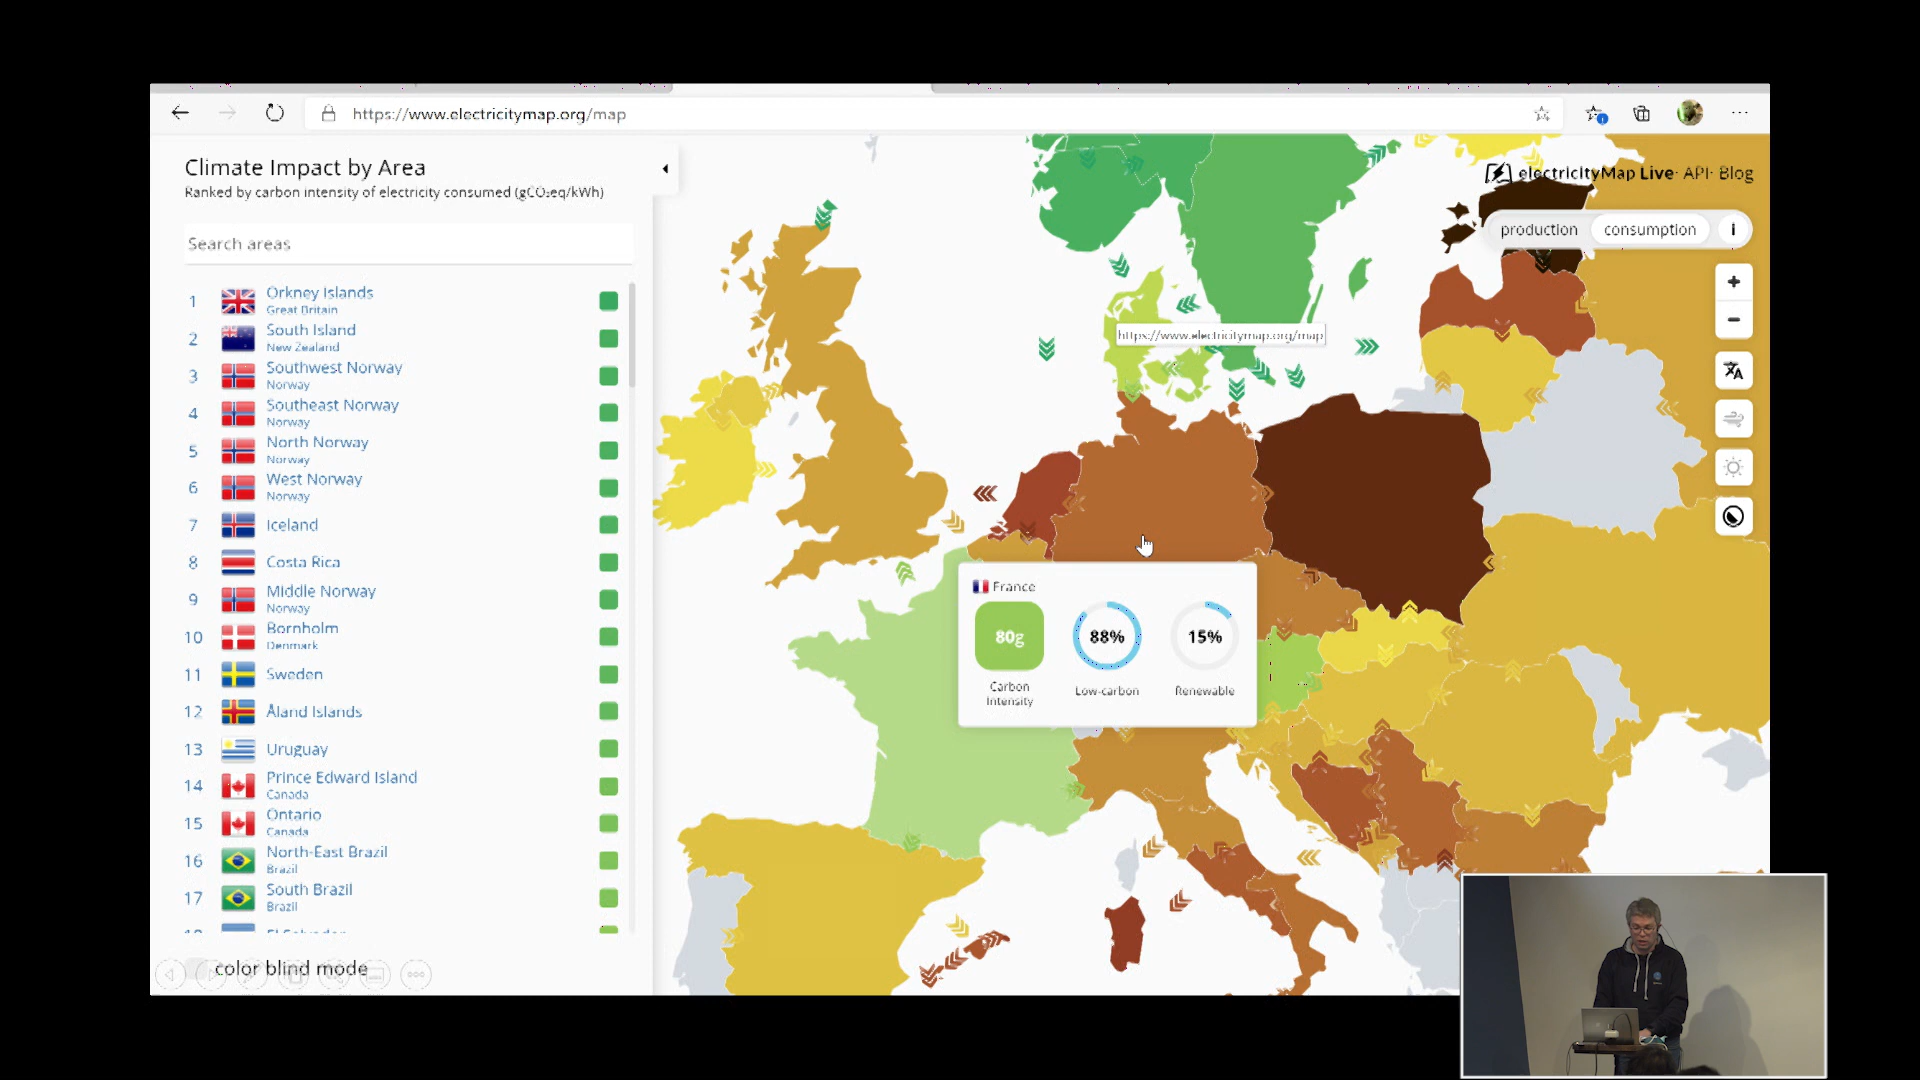 https://www.electricitymap.org/map
Climate Impact by Area
Ranked by carbon intensity of electricity consumed (gCO₂eq/kWh)
Search areas
1 Orkney Islands
Great Britain
2 South Island
New Zealand
3 Southwest Norway
Norway
4 Southeast Norway
Norway
5 North Norway
Norway
6 West Norway
Norway
7 Iceland
8 Costa Rica
9 Middle Norway
Norway
10 Bornholm
Denmark
11 Sweden
12 Åland Islands
13 Uruguay
14 Prince Edward Island
Canada
15 Ontario
Canada
16 North-East Brazil
Brazil
17 South Brazil
Brazil
color blind mode
electricityMap Live· API· Blog
production consumption i
+
−
https://www.electricitymap.org/map
France
80g 88% 15%
Carbon Intensity
Low-carbon
Renewable